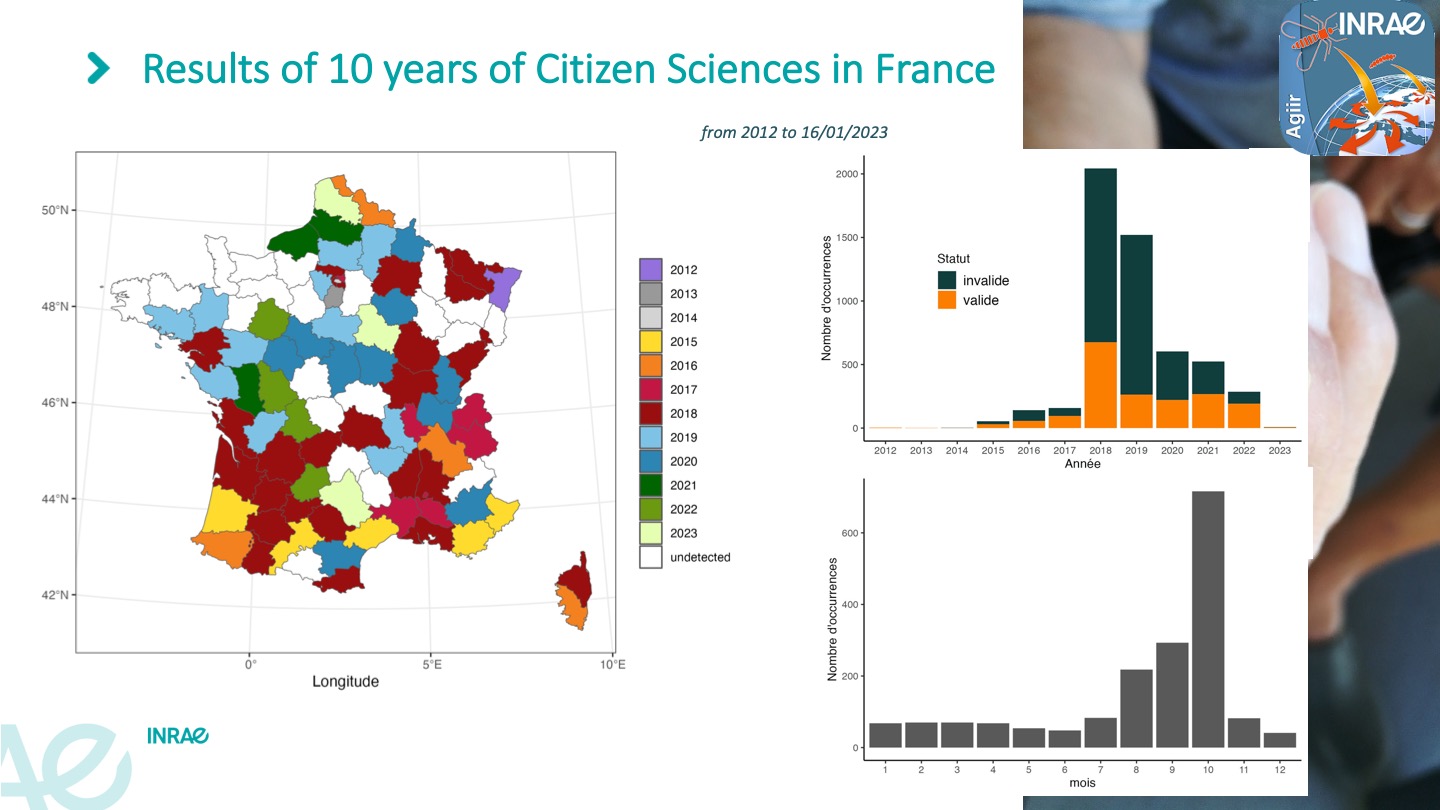 Results of 10 years of Citizen Sciences in France
INRAE
Agiir
from 2012 to 16/01/2023
50°N
48°N
46°N
44°N
42°N
0°
5°E
10°E
Longitude
2012
2013
2014
2015
2016
2017
2018
2019
2020
2021
2022
2023
undetected
Nombre d'occurrences
2000
1500
1000
500
0
Statut
invalide
valide
2012 2013 2014 2015 2016 2017 2018 2019 2020 2021 2022 2023
Année
Nombre d'occurrences
600
400
200
0
1 2 3 4 5 6 7 8 9 10 11 12
mois
INRAE